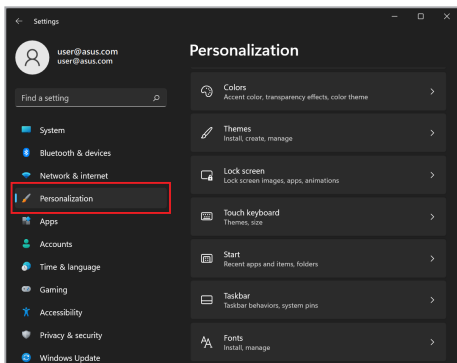 Settings
user@asus.com
user@asus.com
Find a setting
System
Bluetooth & devices
Network & internet
Personalization
Apps
Accounts
Time & language
Gaming
Accessibility
Privacy & security
Windows Update
Personalization
Colors
Accent color, transparency effects, color theme
Themes
Install, create, manage
Lock screen
Lock screen images, apps, animations
Touch keyboard
Themes, size
Start
Recent apps and items, folders
Taskbar
Taskbar behaviors, system pins
Fonts
Install, manage